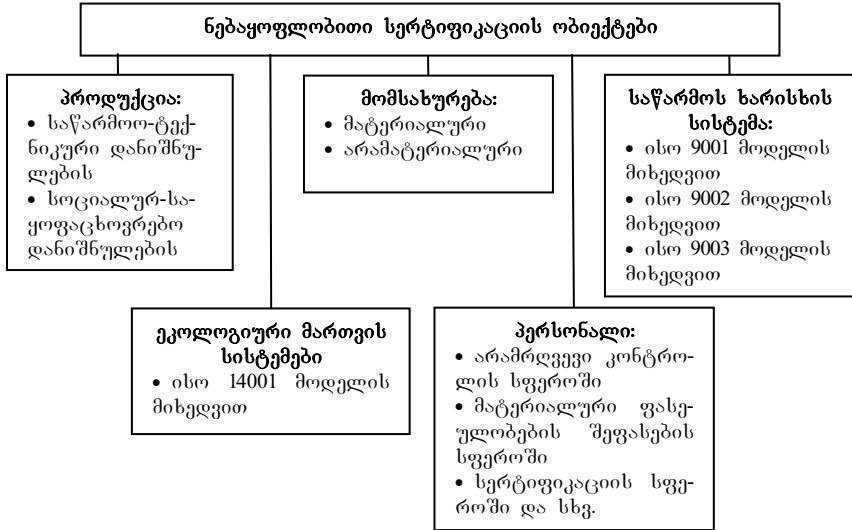 ნებაყოფლობითი სერტიფიკაციის ობიექტები
პროდუქცია:
• საწარმოო-ტექ-
ნიკური დანიშნუ-
ლების
• სოციალურ-სა-
ყოფაცხოვრებო
დანიშნულების
მომსახურება:
• მატერიალური
• არამატერიალური
საწარმოს ხარისხის
სისტემა:
• ისო 9001 მოდელის
მიხედვით
• ისო 9002 მოდელის
მიხედვით
• ისო 9003 მოდელის
მიხედვით
ეკოლოგიური მართვის
სისტემები
• ისო 14001 მოდელის
მიხედვით
პერსონალი:
• არამრღვევი კონტრო-
ლის სფეროში
• მატერიალური ფასე-
ულობების შეფასების
სფეროში
• სერტიფიკაციის სფე-
როში და სხვ.